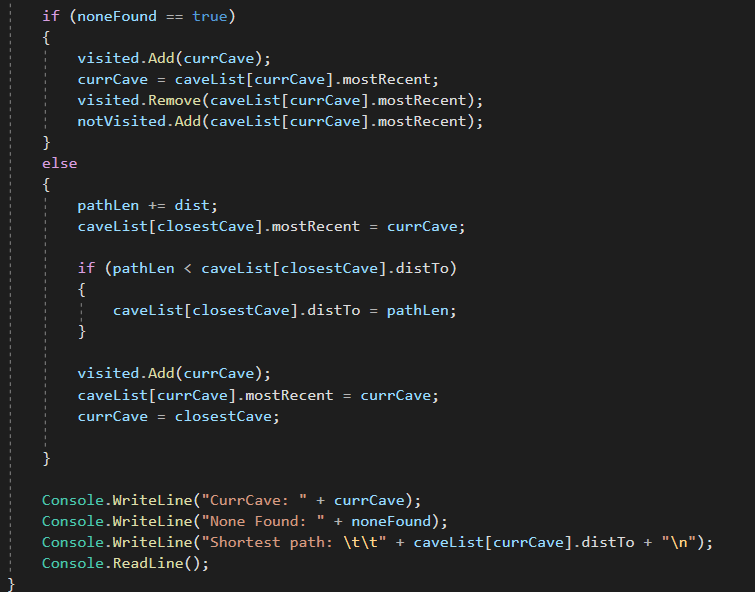 if (noneFound == true)
{
visited.Add(currCave);
currCave = caveList[currCave].mostRecent;
visited.Remove(caveList[currCave].mostRecent);
notVisited.Add(caveList[currCave].mostRecent);
}
else
{
pathLen += dist;
caveList[closestCave].mostRecent = currCave;
if (pathLen < caveList[closestCave].distTo)
{
caveList[closestCave].distTo = pathLen;
}
visited.Add(currCave);
caveList[currCave].mostRecent = currCave;
currCave = closestCave;
}
Console.WriteLine("CurrCave: " + currCave);
Console.WriteLine("None Found: " + noneFound);
Console.WriteLine("Shortest path: \t\t" + caveList[currCave].distTo + "\n");
Console.ReadLine();
}